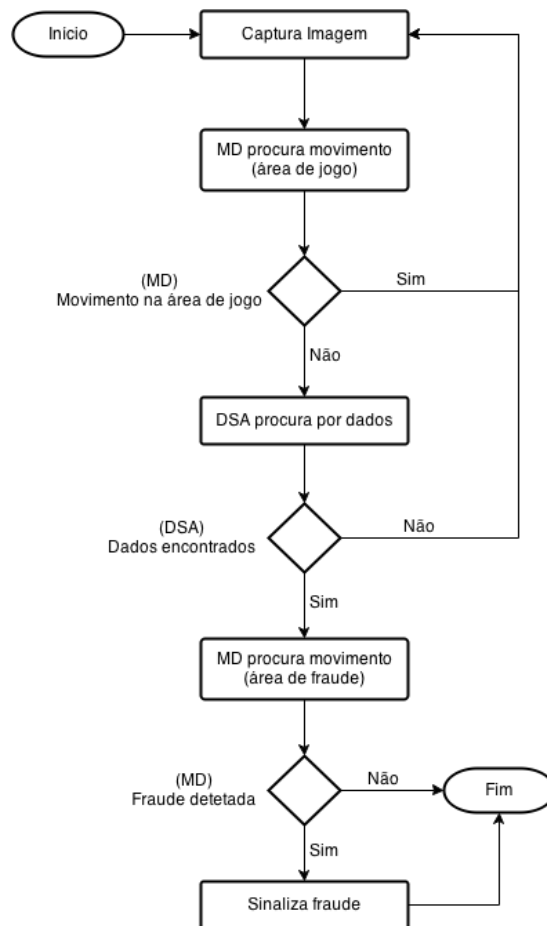 Início
Captura Imagem
MD procura movimento
(área de jogo)
(MD)
Movimento na área de jogo
Sim
Não
DSA procura por dados
(DSA)
Dados encontrados
Não
Sim
MD procura movimento
(área de fraude)
(MD)
Fraude detetada
Não
Fim
Sim
Sinaliza fraude